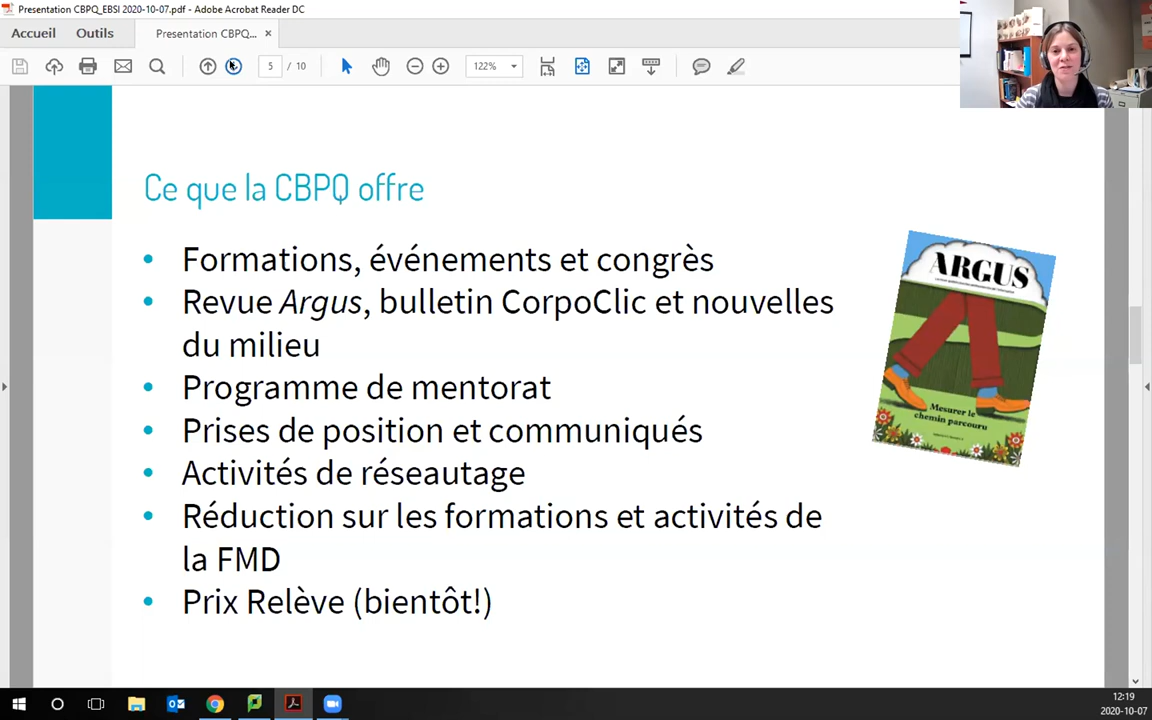 Presentation CBPQ_EBSI 2020-10-07.pdf - Adobe Acrobat Reader DC
Accueil Outils Presentation CBPQ... ×
5 / 10 122%
Ce que la CBPQ offre
• Formations, événements et congrès
• Revue Argus, bulletin CorpoClic et nouvelles
du milieu
• Programme de mentorat
• Prises de position et communiqués
• Activités de réseautage
• Réduction sur les formations et activités de
la FMD
• Prix Relève (bientôt!)
ARGUS
Mesurer le
chemin parcouru
12:19
2020-10-07